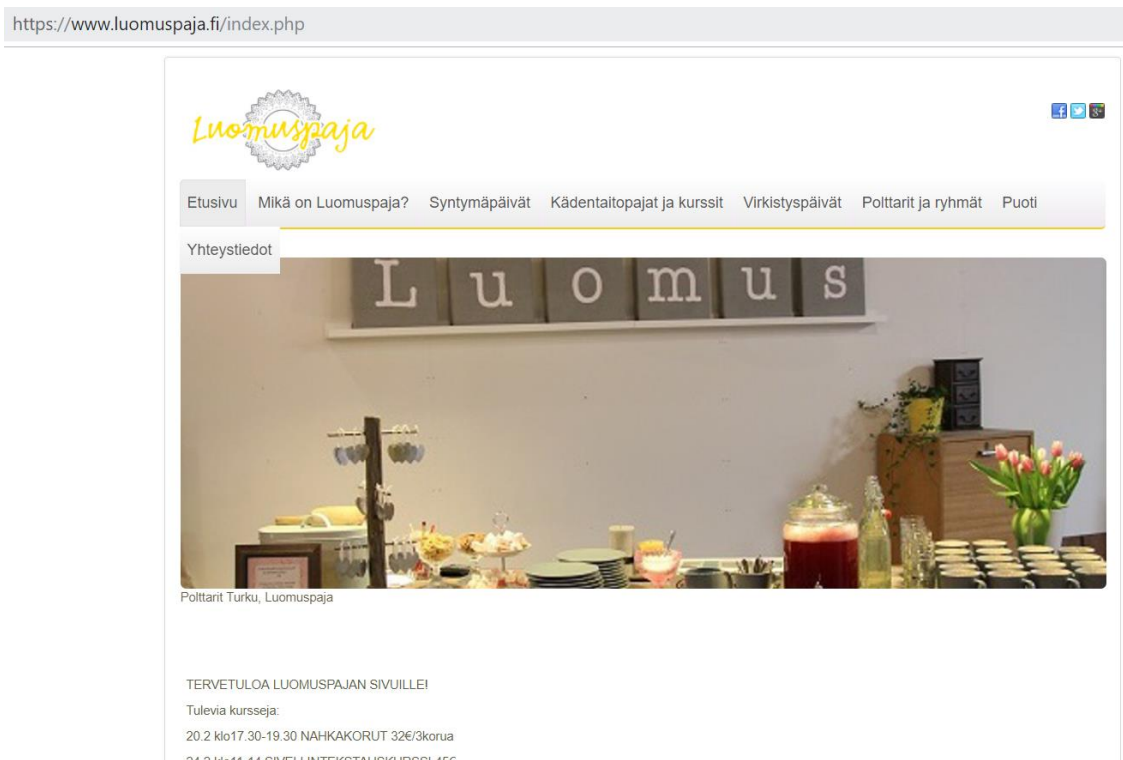 https://www.luomuspaja.fi/index.php
Luomuspaja
Etusivu Mikä on Luomuspaja? Syntymäpäivät Kädentaitopajat ja kurssit Virkistyspäivät Polttarit ja ryhmät Puoti
Yhteystiedot
Luomus
Polttarit Turku, Luomuspaja
TERVETULOA LUOMUSPAJAN SIVUILLE!
Tulevia kursseja:
20.2 klo17.30-19.30 NAHKAKORUT 32€/3korua